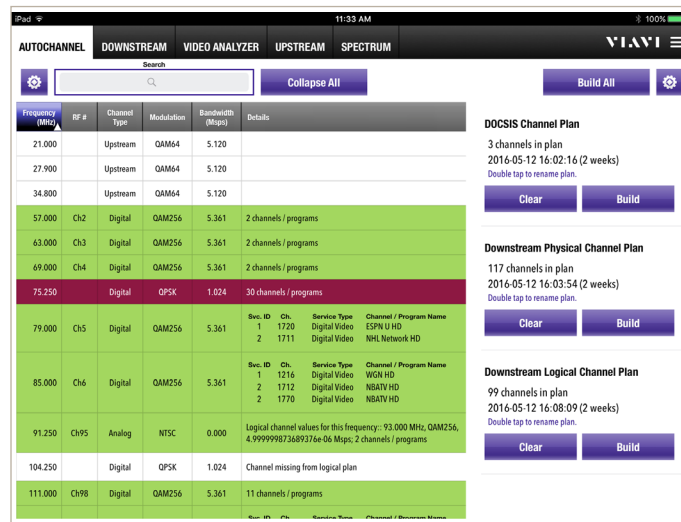 iPad 11:33 AM 100%
AUTOCHANNEL DOWNSTREAM VIDEO ANALYZER UPSTREAM SPECTRUM VIAVI
Search
Collapse All Build All
Frequency (MHz) RF # Channel Type Modulation Bandwidth (Msps) Details
21.000 Upstream QAM64 5.120
27.900 Upstream QAM64 5.120
34.800 Upstream QAM64 5.120
57.000 Ch2 Digital QAM256 5.361 2 channels / programs
63.000 Ch3 Digital QAM256 5.361 2 channels / programs
69.000 Ch4 Digital QAM256 5.361 2 channels / programs
75.250 Digital QPSK 1.024 30 channels / programs
79.000 Ch5 Digital QAM256 5.361
Svc. ID Ch. Service Type Channel / Program Name
1 1720 Digital Video ESPN U HD
2 1711 Digital Video NHL Network HD
85.000 Ch6 Digital QAM256 5.361
Svc. ID Ch. Service Type Channel / Program Name
1 1216 Digital Video WGN HD
2 1712 Digital Video NBATV HD
2 1770 Digital Video NBATV HD
91.250 Ch95 Analog NTSC 0.000 Logical channel values for this frequency:: 93.000 MHz, QAM256,
4.999999873689376e-06 Msps; 2 channels / programs
104.250 Digital QPSK 1.024 Channel missing from logical plan
111.000 Ch98 Digital QAM256 5.361 11 channels / programs
Svc. ID Ch. Service Type Channel / Program Name
DOCSIS Channel Plan
3 channels in plan
2016-05-12 16:02:16 (2 weeks)
Double tap to rename plan.
Clear Build
Downstream Physical Channel Plan
117 channels in plan
2016-05-12 16:03:54 (2 weeks)
Double tap to rename plan.
Clear Build
Downstream Logical Channel Plan
99 channels in plan
2016-05-12 16:08:09 (2 weeks)
Double tap to rename plan.
Clear Build